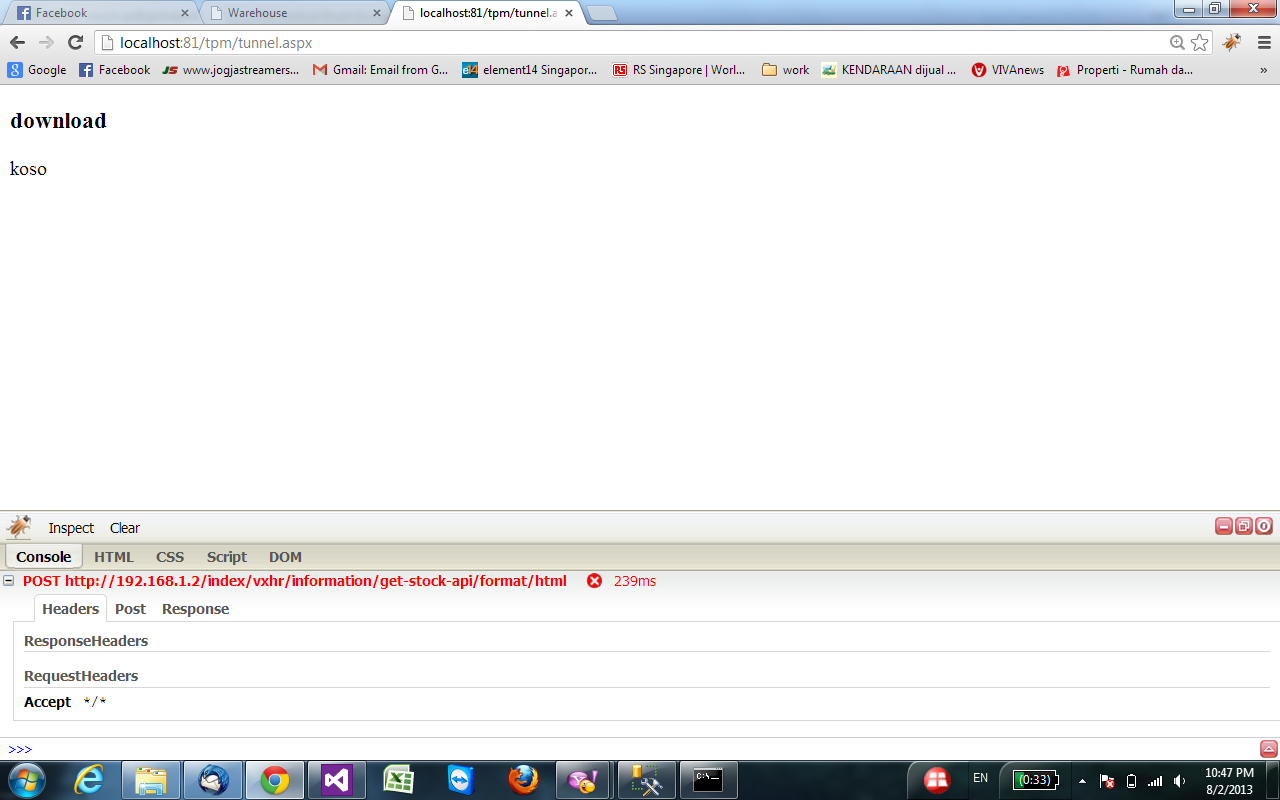 Facebook
Warehouse
localhost:81/tpm/tunnel.a
localhost:81/tpm/tunnel.aspx
Google
Facebook
www.jogjastreamers...
Gmail: Email from G...
element14 Singapor...
RS Singapore | Worl...
work
KENDARAAN dijual ...
VIVAnews
Properti - Rumah da...
»
download
koso
Inspect
Clear
Console
HTML
CSS
Script
DOM
POST http://192.168.1.2/index/vxhr/information/get-stock-api/format/html
239ms
Headers
Post
Response
ResponseHeaders
RequestHeaders
Accept */*
>>>
EN
(0:33)
10:47 PM
8/2/2013